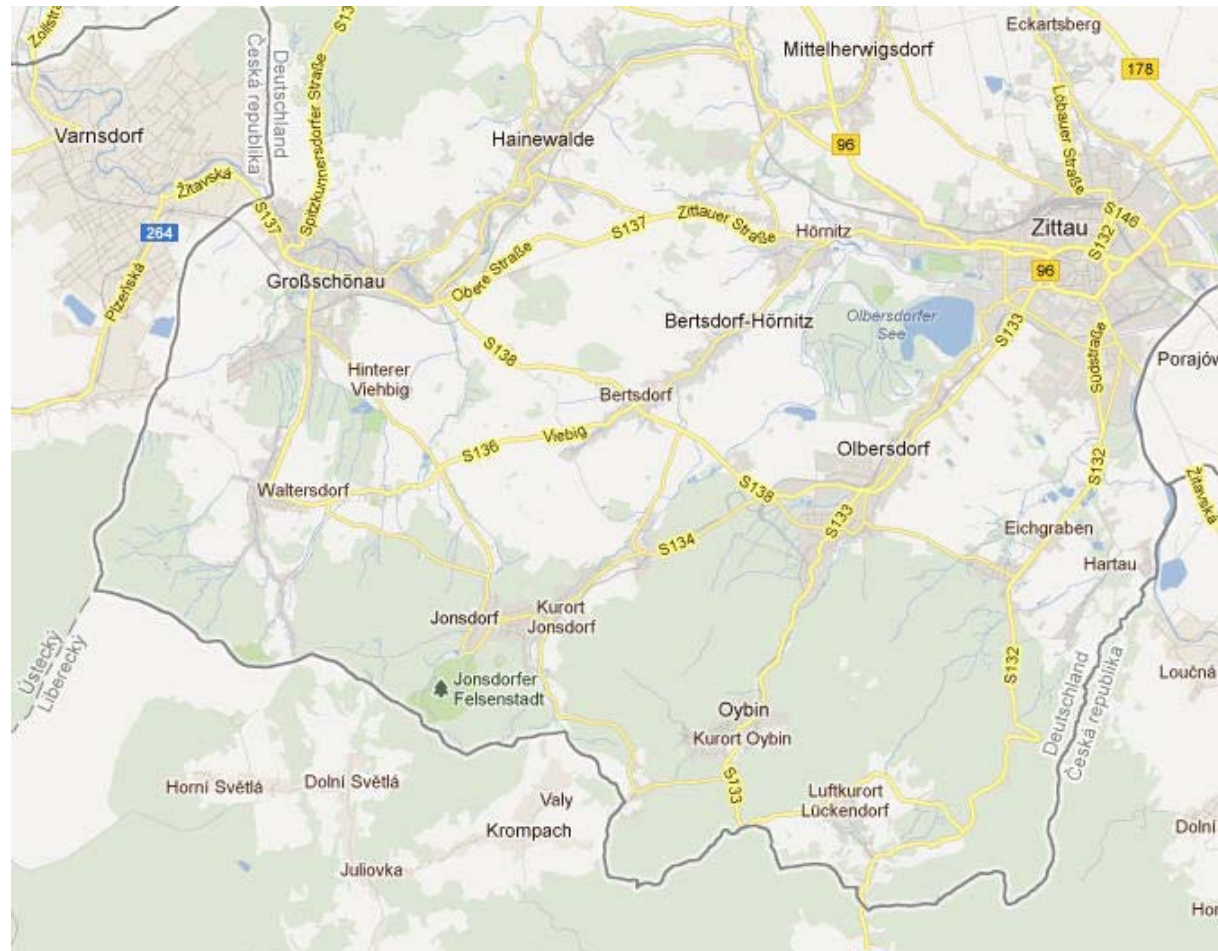 Zollstra
S13
Deutschland
Česká republika
Spitzkunnersdorfer Straße
Mittelherwigsdorf
Eckartsberg
178
Löbauer Straße
Varnsdorf
Hainewalde
96
Žitavská
S137
264
Plzeňská
Großschönau
Obere Straße
S137
Zittauer Straße
Hörnitz
Zittau
S146
S132
96
Bertsdorf-Hörnitz
Olbersdorfer
See
S133
Südstraße
Porajów
S138
Hinterer
Viehbig
Bertsdorf
S136
Viebig
Olbersdorf
S132
Žitavská
Waltersdorf
S138
S133
Eichgraben
S134
Hartau
Jonsdorf
Kurort
Jonsdorf
Ústecký
Liberecký
Jonsdorfer
Felsenstadt
S132
Loučná
Oybin
Kurort Oybin
Deutschland
Česká republika
Horní Světlá
Dolní Světlá
Valy
S133
Luftkurort
Lückendorf
Krompach
Dolní
Juliovka
Hor